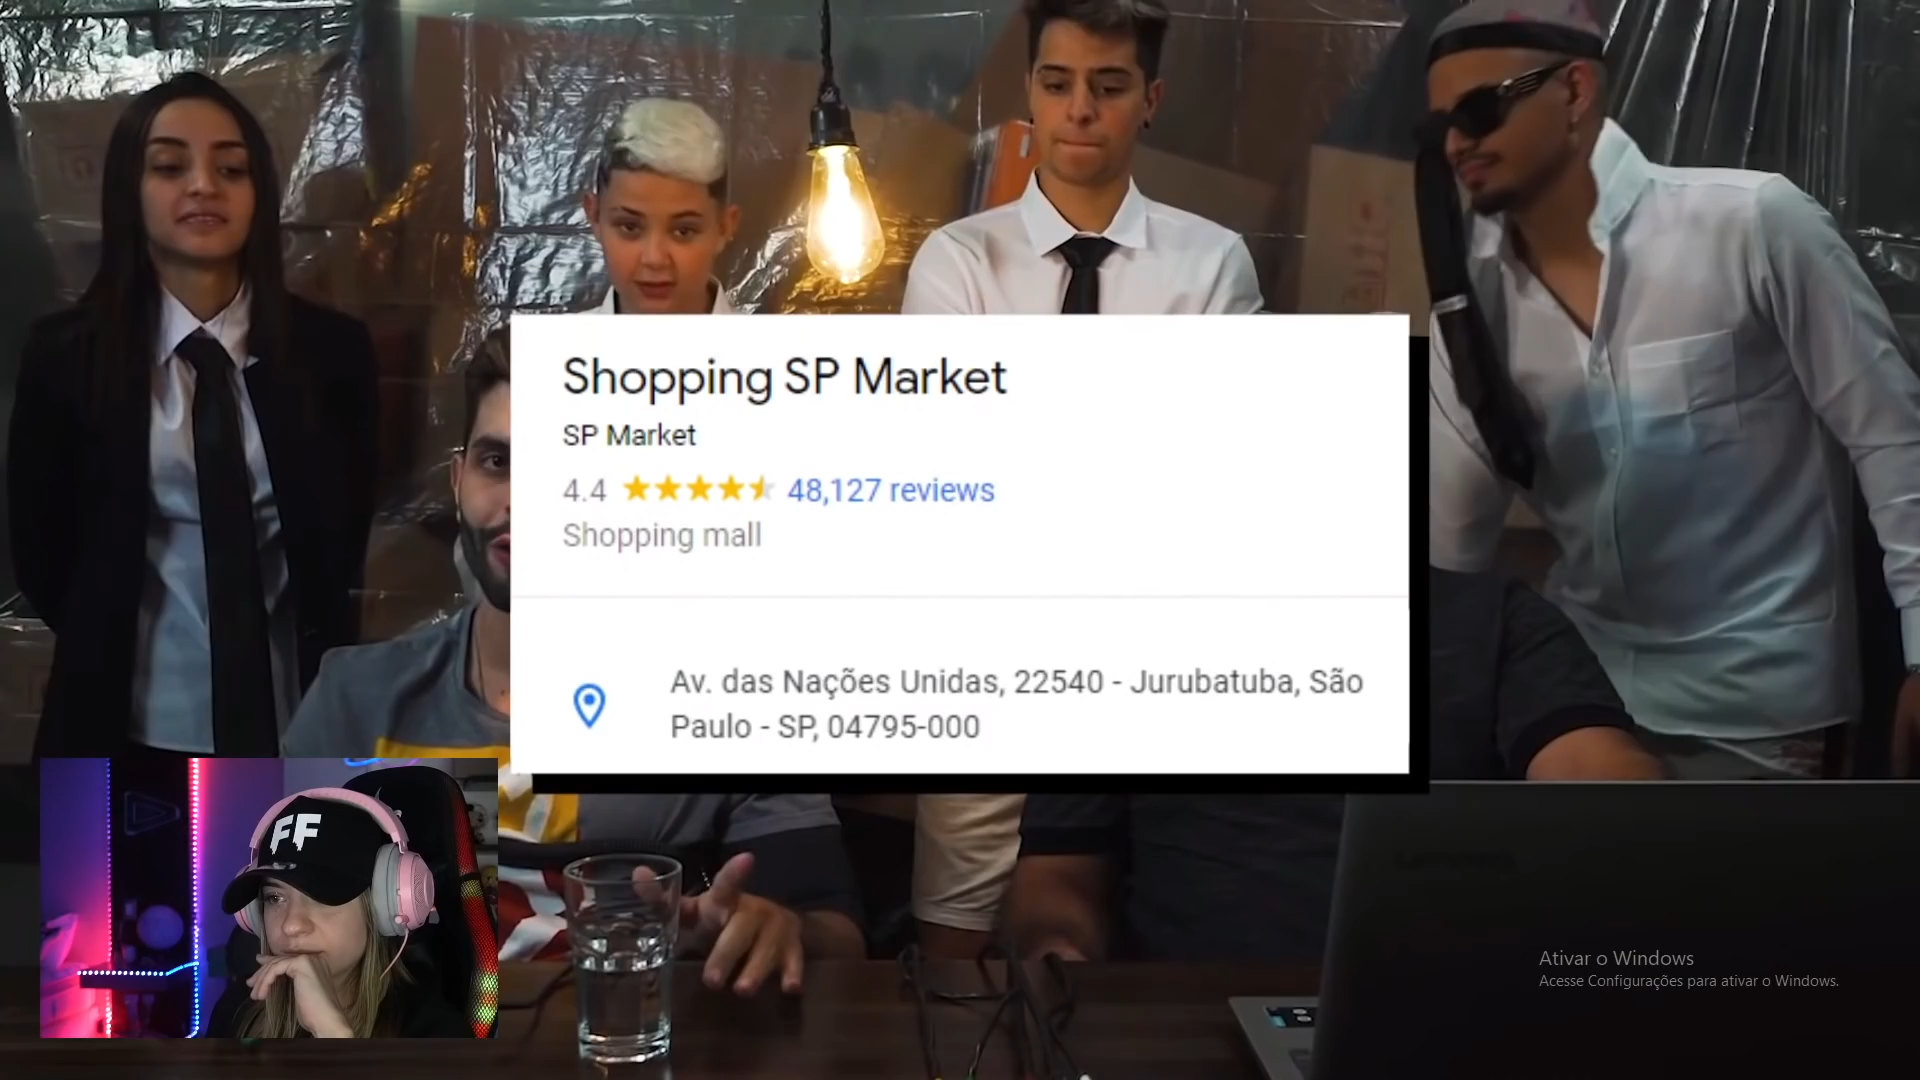 Shopping SP Market
SP Market
4.4 48,127 reviews
Shopping mall
Av. das Nações Unidas, 22540 - Jurubatuba, São
Paulo - SP, 04795-000
FF
Ativar o Windows
Acesse Configurações para ativar o Windows.